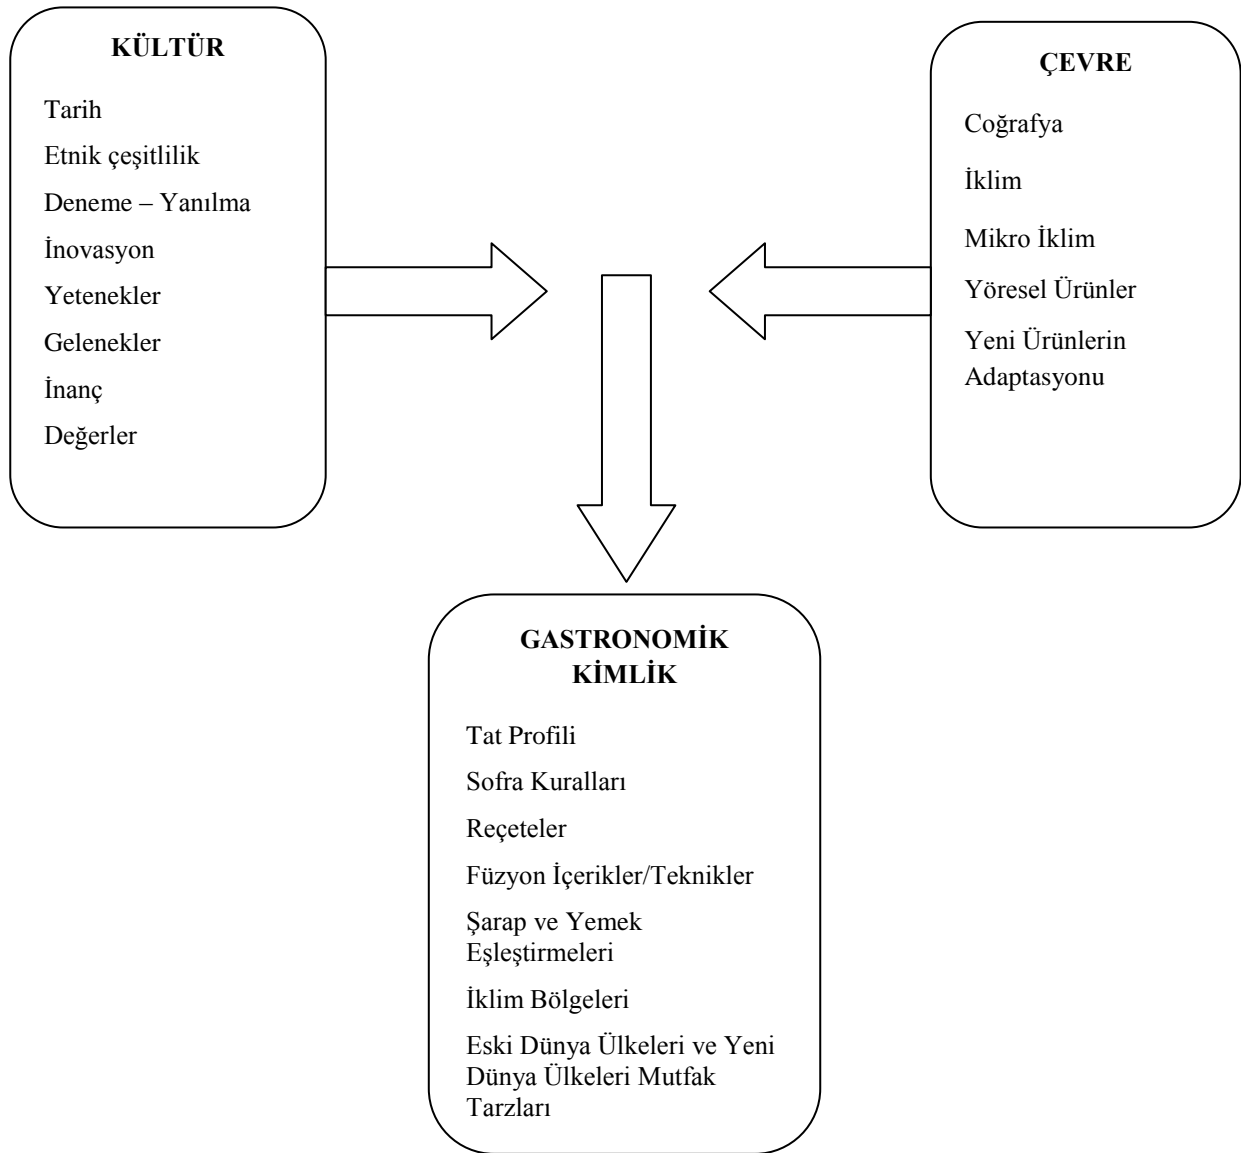 KÜLTÜR
Tarih
Etnik çeşitlilik
Deneme – Yanılma
İnovasyon
Yetenekler
Gelenekler
İnanç
Değerler
ÇEVRE
Coğrafya
İklim
Mikro İklim
Yöresel Ürünler
Yeni Ürünlerin
Adaptasyonu
GASTRONOMİK
KİMLİK
Tat Profili
Sofra Kuralları
Reçeteler
Füzyon İçerikler/Teknikler
Şarap ve Yemek
Eşleştirmeleri
İklim Bölgeleri
Eski Dünya Ülkeleri ve Yeni
Dünya Ülkeleri Mutfak
Tarzları